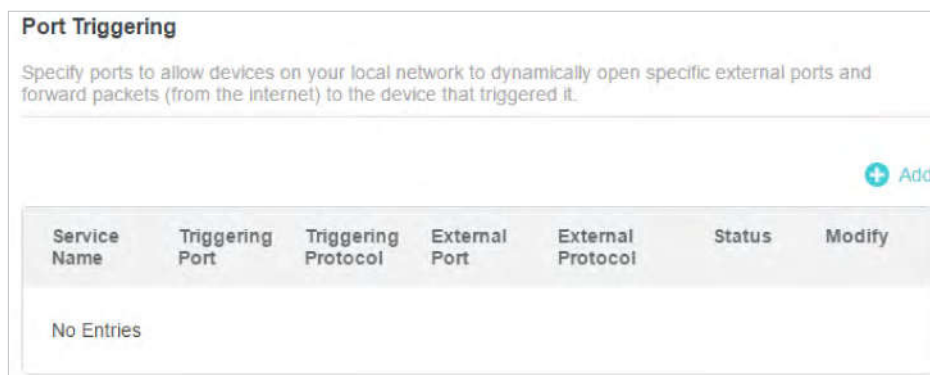 Port Triggering
Specify ports to allow devices on your local network to dynamically open specific external ports and
forward packets (from the internet) to the device that triggered it.
Add
Service Name Triggering Port Triggering Protocol External Port External Protocol Status Modify
No Entries